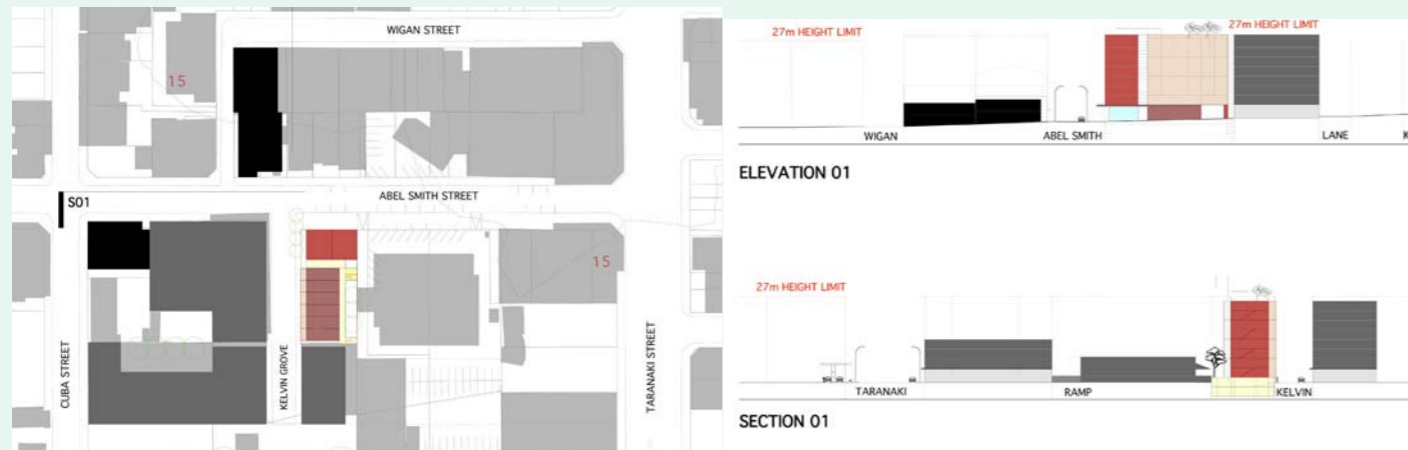 WIGAN STREET
15
S01
ABEL SMITH STREET
15
CUBA STREET
KELVIN GROVE
TARANAKI STREET
27m HEIGHT LIMIT
27m HEIGHT LIMIT
WIGAN
ABEL SMITH
LANE
K
ELEVATION 01
27m HEIGHT LIMIT
TARANAKI
RAMP
KELVIN
SECTION 01